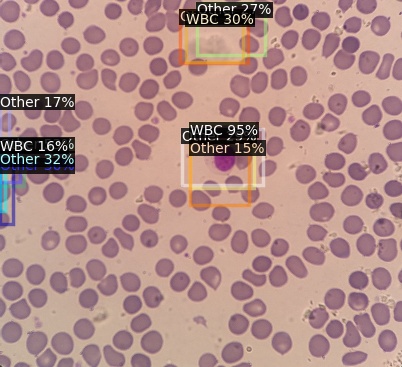 Other 27%
WBC 30%
Other 17%
WBC 95%
WBC 16%
Other 15%
Other 32%